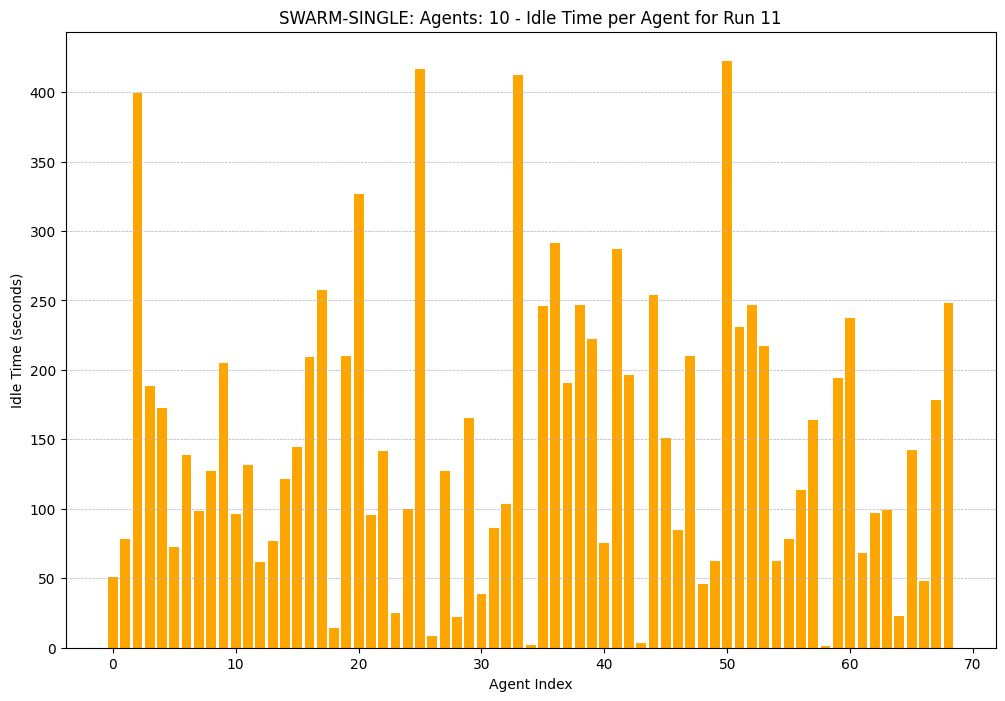 SWARM-SINGLE: Agents: 10 - Idle Time per Agent for Run 11
400
350
300
250
200
150
100
50
0
Idle Time (seconds)
0 10 20 30 40 50 60 70
Agent Index